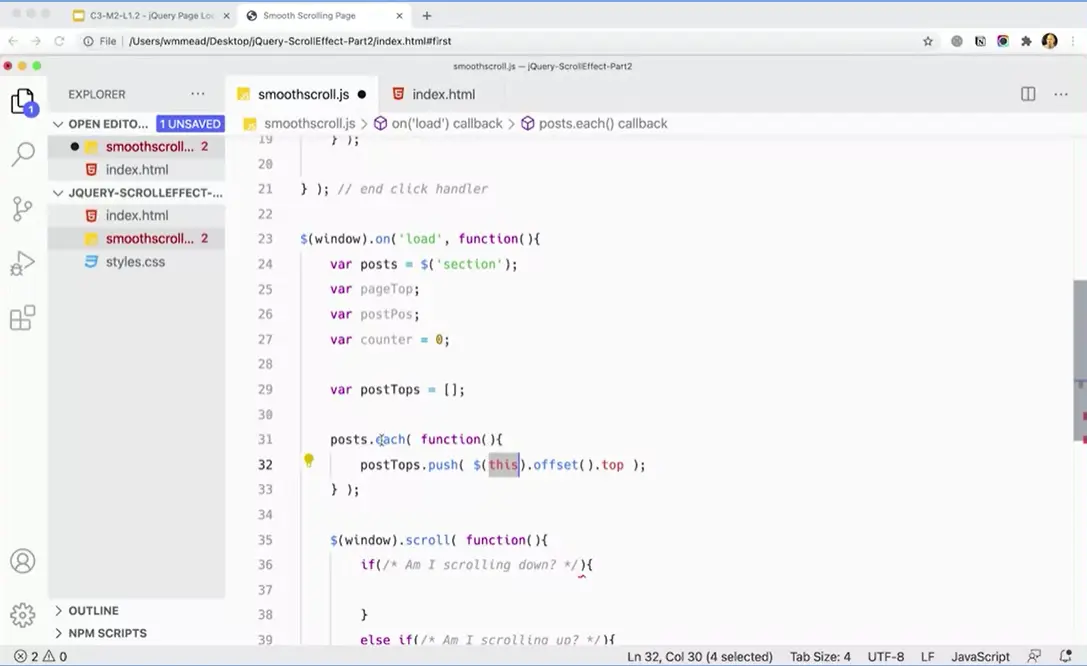 C3-M2-L1.2 - jQuery Page Loc
Smooth Scrolling Page
File
/Users/wmmead/Desktop/jQuery-ScrollEffect-Part2/index.html#first
smoothscroll.js — jQuery-ScrollEffect-Part2
EXPLORER
smoothscroll.js
index.html
OPEN EDITO...
1 UNSAVED
smoothscroll.js > on('load') callback > posts.each() callback
smoothscroll... 2
index.html
JQUERY-SCROLLEFFECT-...
index.html
smoothscroll... 2
styles.css
19 } );
20
21 } ); // end click handler
22
23 $(window).on('load', function(){
24 var posts = $('section');
25 var pageTop;
26 var postPos;
27 var counter = 0;
28
29 var postTops = [];
30
31 posts.each( function(){
32 postTops.push( $(this).offset().top );
33 } );
34
35 $(window).scroll( function(){
36 if(/* Am I scrolling down? */){
37
38 }
39 else if(/* Am I scrolling up? */){
1
OUTLINE
NPM SCRIPTS
2 0
Ln 32, Col 30 (4 selected)
Tab Size: 4
UTF-8
LF
JavaScript